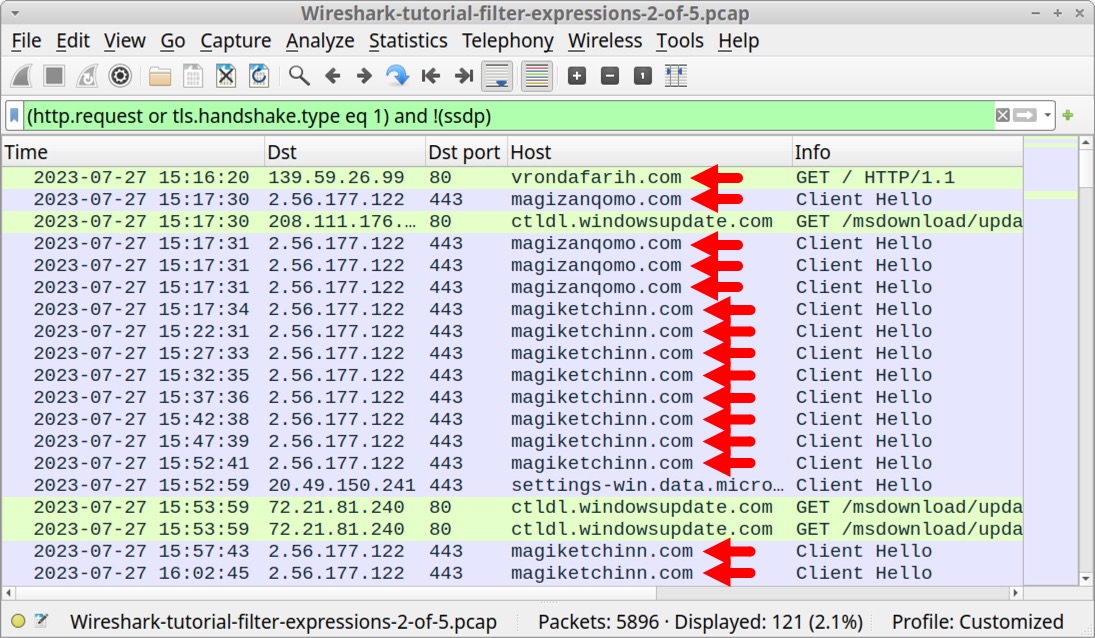 Wireshark-tutorial-filter-expressions-2-of-5.pcap
File Edit View Go Capture Analyze Statistics Telephony Wireless Tools Help
(http.request or tls.handshake.type eq 1) and !(ssdp)
Time Dst Dst port Host Info
2023-07-27 15:16:20 139.59.26.99 80 vrondafarih.com GET / HTTP/1.1
2023-07-27 15:17:30 2.56.177.122 443 magizanqomo.com Client Hello
2023-07-27 15:17:30 208.111.176.… 80 ctldl.windowsupdate.com GET /msdownload/upda
2023-07-27 15:17:31 2.56.177.122 443 magizanqomo.com Client Hello
2023-07-27 15:17:31 2.56.177.122 443 magizanqomo.com Client Hello
2023-07-27 15:17:31 2.56.177.122 443 magizanqomo.com Client Hello
2023-07-27 15:17:34 2.56.177.122 443 magiketchinn.com Client Hello
2023-07-27 15:22:31 2.56.177.122 443 magiketchinn.com Client Hello
2023-07-27 15:27:33 2.56.177.122 443 magiketchinn.com Client Hello
2023-07-27 15:32:35 2.56.177.122 443 magiketchinn.com Client Hello
2023-07-27 15:37:36 2.56.177.122 443 magiketchinn.com Client Hello
2023-07-27 15:42:38 2.56.177.122 443 magiketchinn.com Client Hello
2023-07-27 15:47:39 2.56.177.122 443 magiketchinn.com Client Hello
2023-07-27 15:52:41 2.56.177.122 443 magiketchinn.com Client Hello
2023-07-27 15:52:59 20.49.150.241 443 settings-win.data.micro… Client Hello
2023-07-27 15:53:59 72.21.81.240 80 ctldl.windowsupdate.com GET /msdownload/upda
2023-07-27 15:53:59 72.21.81.240 80 ctldl.windowsupdate.com GET /msdownload/upda
2023-07-27 15:57:43 2.56.177.122 443 magiketchinn.com Client Hello
2023-07-27 16:02:45 2.56.177.122 443 magiketchinn.com Client Hello
Wireshark-tutorial-filter-expressions-2-of-5.pcap Packets: 5896 · Displayed: 121 (2.1%) Profile: Customized